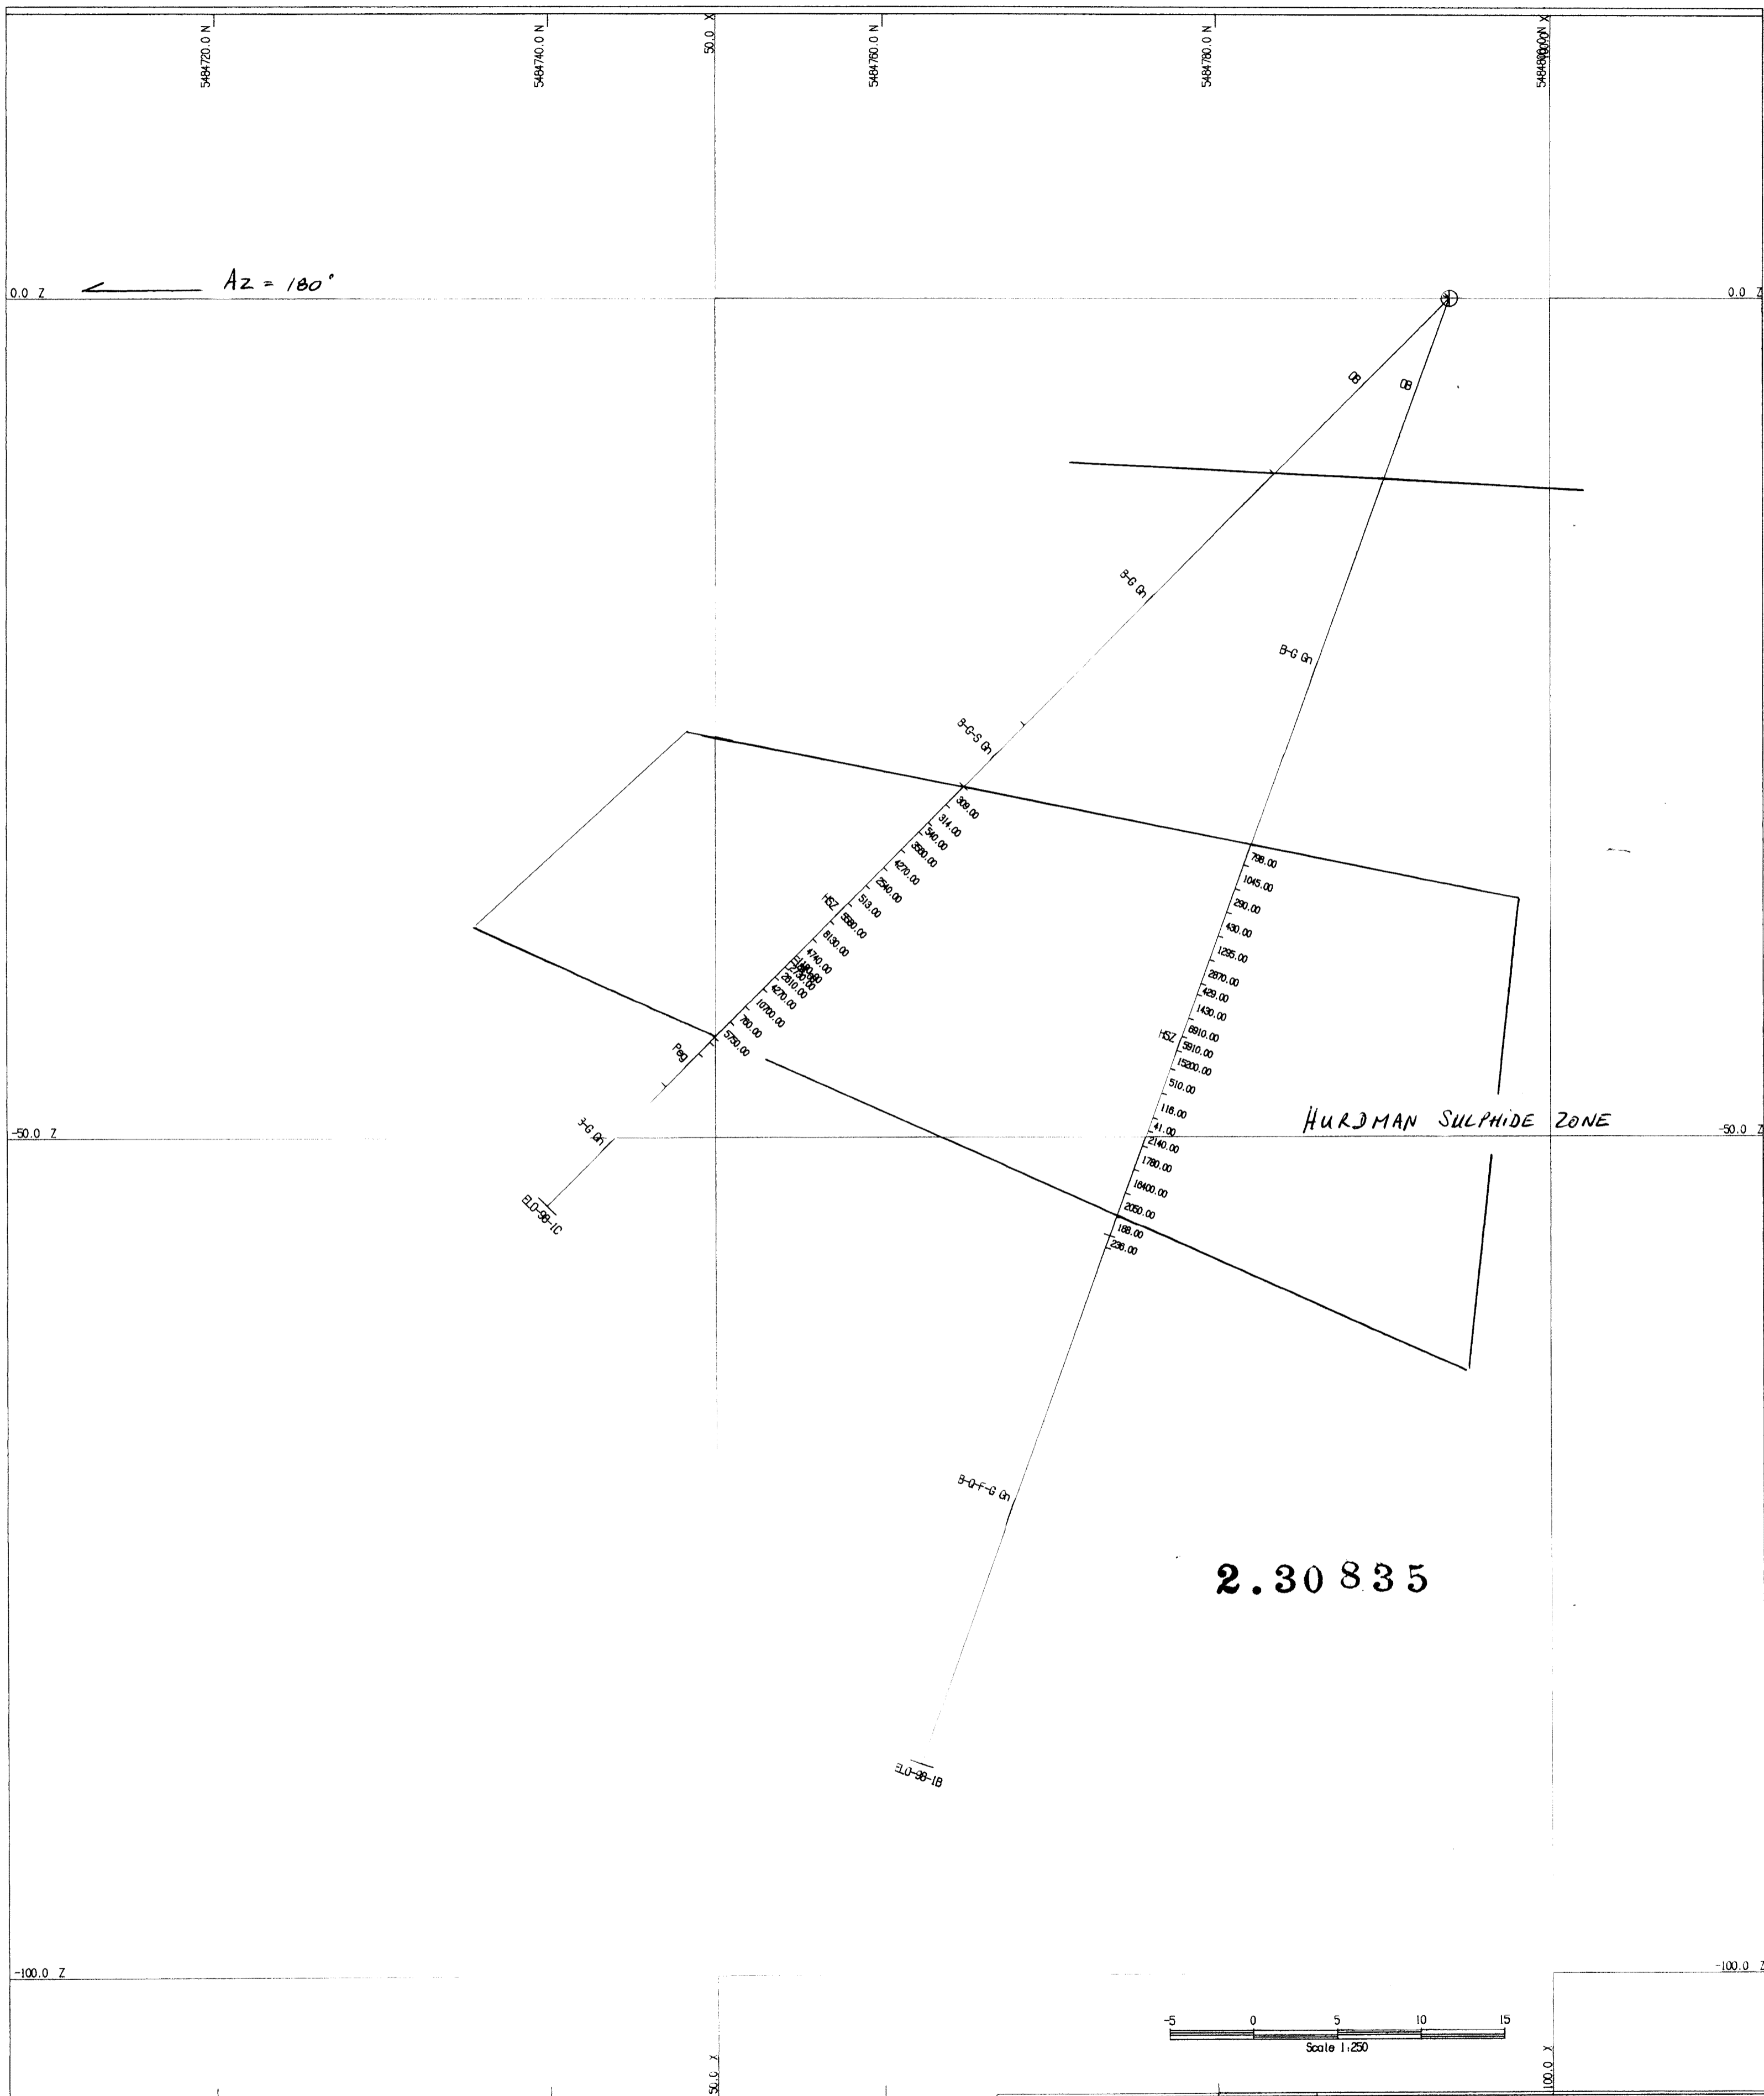 5484720.0 N
5484740.0 N
50.0 X
5484760.0 N
5484780.0 N
Az = 180°
0.0 Z
0.0 Z
OB
OB
B-G Gn
B-G Gn
B-G-S Gn
309.00
314.00
540.00
3580.00
4270.00
2540.00
513.00
HSZ
5580.00
8130.00
4740.00
2730.00
2610.00
4270.00
10700.00
760.00
5750.00
Peg
798.00
1045.00
290.00
430.00
1295.00
2870.00
429.00
1430.00
6910.00
HSZ
5910.00
15200.00
510.00
116.00
41.00
2140.00
1780.00
16400.00
2050.00
188.00
236.00
HURDMAN SULPHIDE ZONE
-50.0 Z
-50.0 Z
-G Gn
ELO-98-1C
B-Q-F-G Gn
2.30835
ELO-98-1B
-100.0 Z
-100.0 Z
-5 0 5 10 15
Scale 1:250
50.0 X
100.0 X